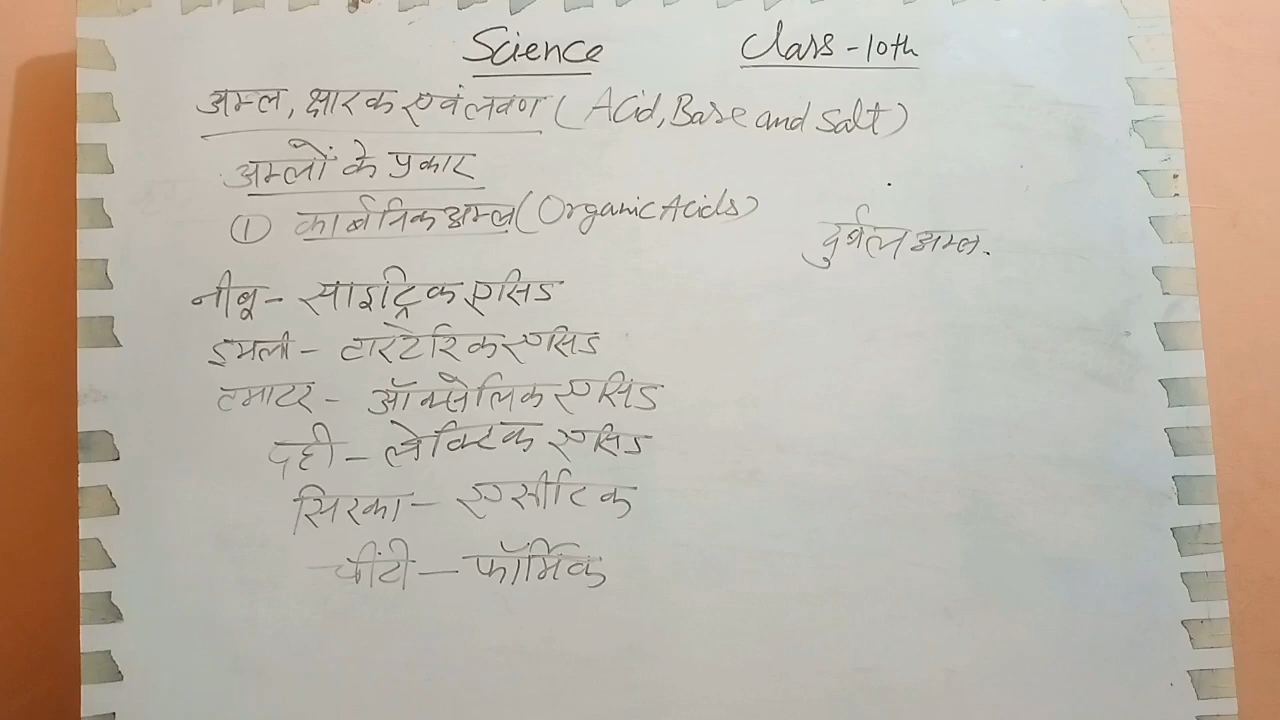 Science Class-10th
अम्ल, क्षारक एवं लवण (Acid, Base and Salt)
अम्लों के प्रकार
① कार्बनिक अम्ल (Organic Acids)
दुर्बल अम्ल.
नीबू - साइट्रिक एसिड
इमली - टारटेरिक एसिड
टमाटर - ऑक्सेलिक एसिड
दही - लेक्टिक एसिड
सिरका - एसीटिक
चींटी - फॉर्मिक